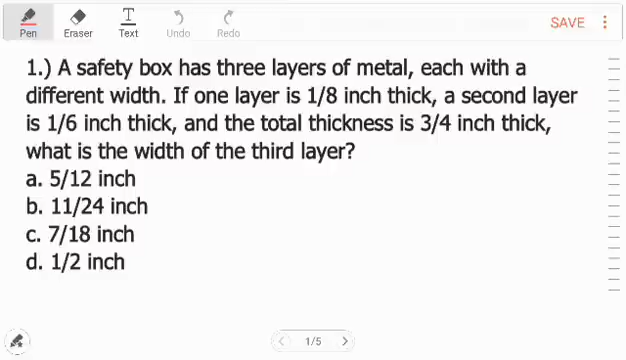 Pen
Eraser
Text
Undo
Redo
SAVE
1.) A safety box has three layers of metal, each with a
different width. If one layer is 1/8 inch thick, a second layer
is 1/6 inch thick, and the total thickness is 3/4 inch thick,
what is the width of the third layer?
a. 5/12 inch
b. 11/24 inch
c. 7/18 inch
d. 1/2 inch
1/5